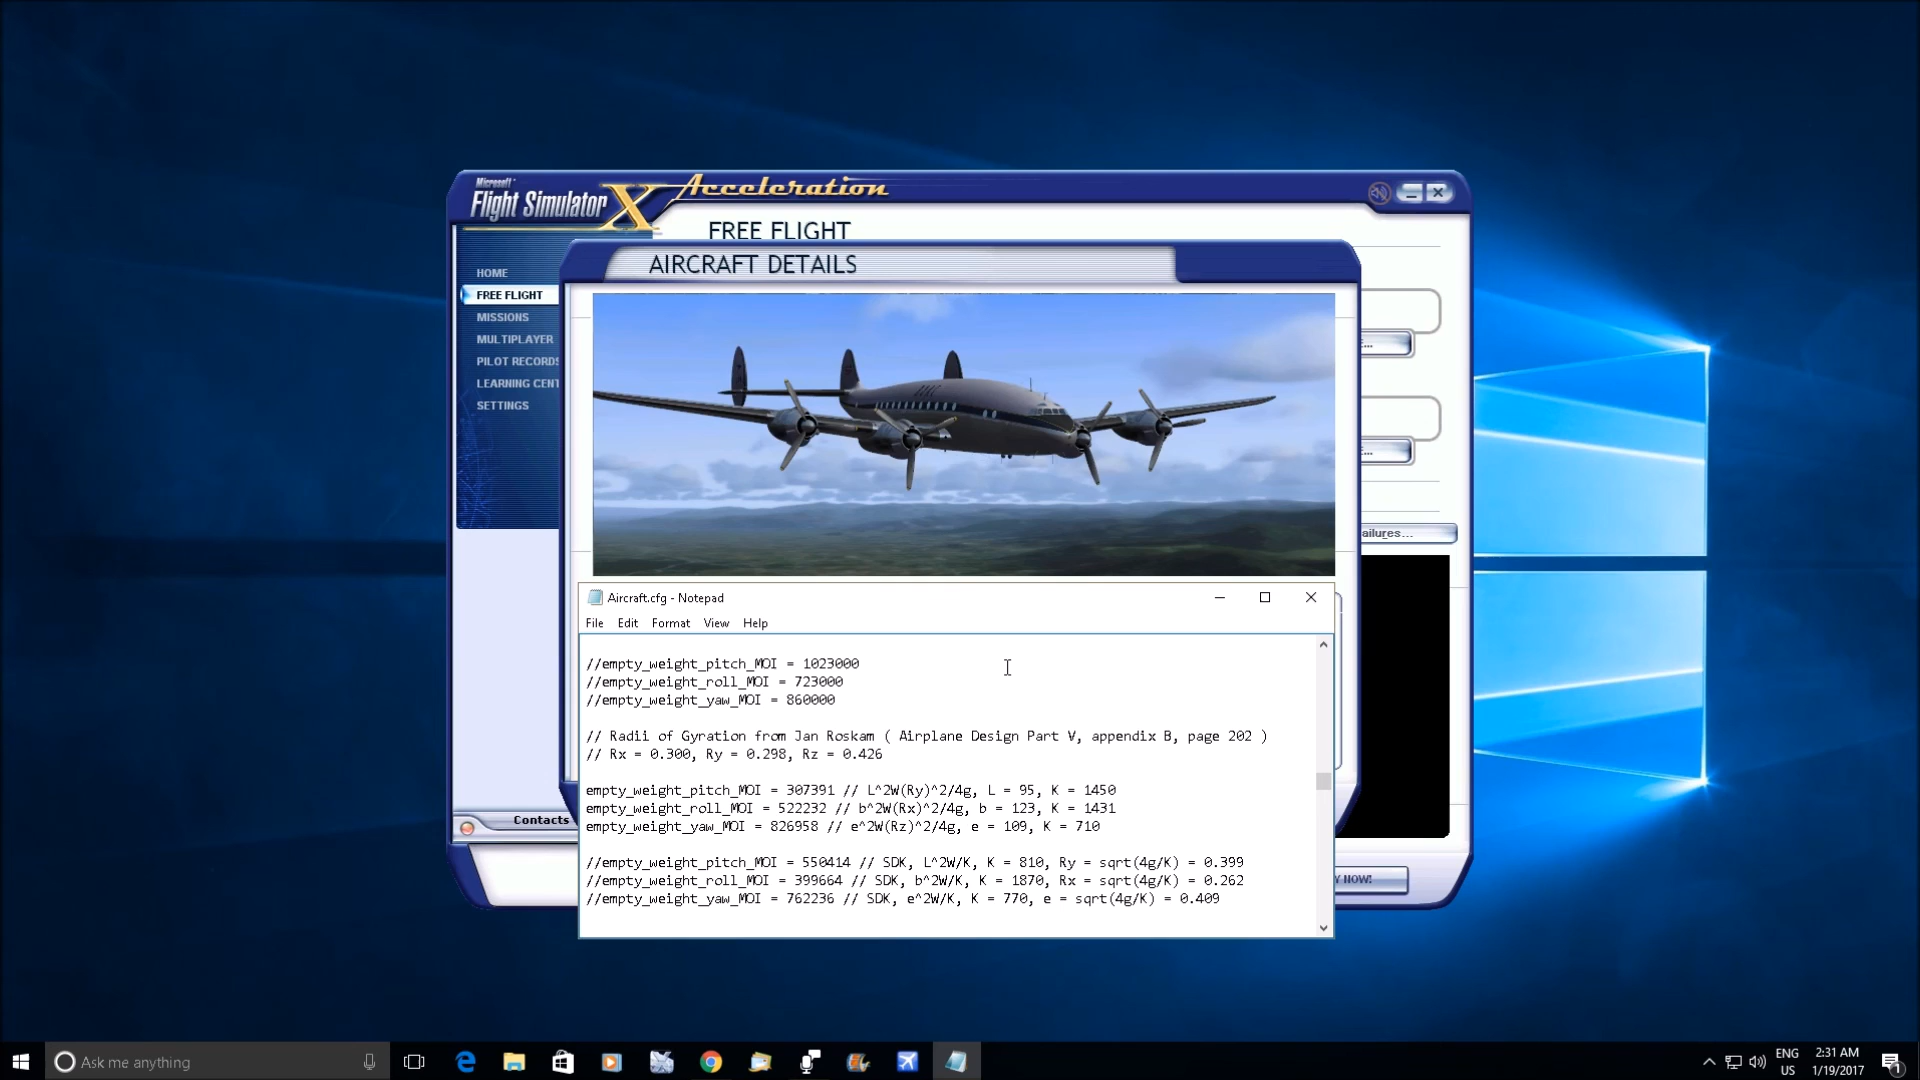 Microsoft
Flight Simulator X
Acceleration
FREE FLIGHT
AIRCRAFT DETAILS
HOME
FREE FLIGHT
MISSIONS
MULTIPLAYER
PILOT RECORDS
LEARNING CENT
SETTINGS
ailures...
Aircraft.cfg - Notepad
File Edit Format View Help
//empty_weight_pitch_MOI = 1023000
//empty_weight_roll_MOI = 723000
//empty_weight_yaw_MOI = 860000
// Radii of Gyration from Jan Roskam ( Airplane Design Part V, appendix B, page 202 )
// Rx = 0.300, Ry = 0.298, Rz = 0.426
empty_weight_pitch_MOI = 307391 // L^2W(Ry)^2/4g, L = 95, K = 1450
empty_weight_roll_MOI = 522232 // b^2W(Rx)^2/4g, b = 123, K = 1431
empty_weight_yaw_MOI = 826958 // e^2W(Rz)^2/4g, e = 109, K = 710
//empty_weight_pitch_MOI = 550414 // SDK, L^2W/K, K = 810, Ry = sqrt(4g/K) = 0.399
//empty_weight_roll_MOI = 399664 // SDK, b^2W/K, K = 1870, Rx = sqrt(4g/K) = 0.262
//empty_weight_yaw_MOI = 762236 // SDK, e^2W/K, K = 770, e = sqrt(4g/K) = 0.409
Contacts
Y NOW!
Ask me anything
ENG
US
2:31 AM
1/19/2017
1